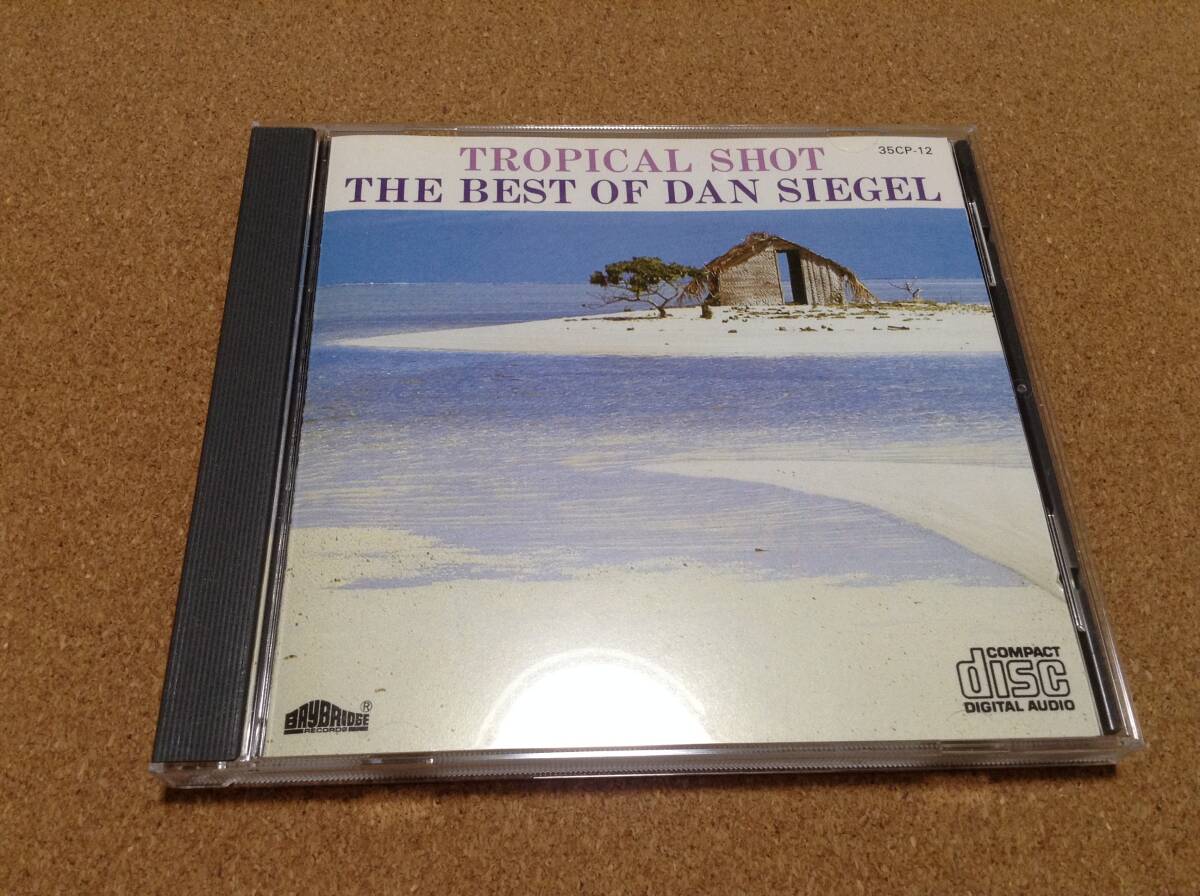 TROPICAL SHOT
35CP-12
THE BEST OF DAN SIEGEL
BAYBRIDGE®
RECORDS
COMPACT
disc
DIGITAL AUDIO